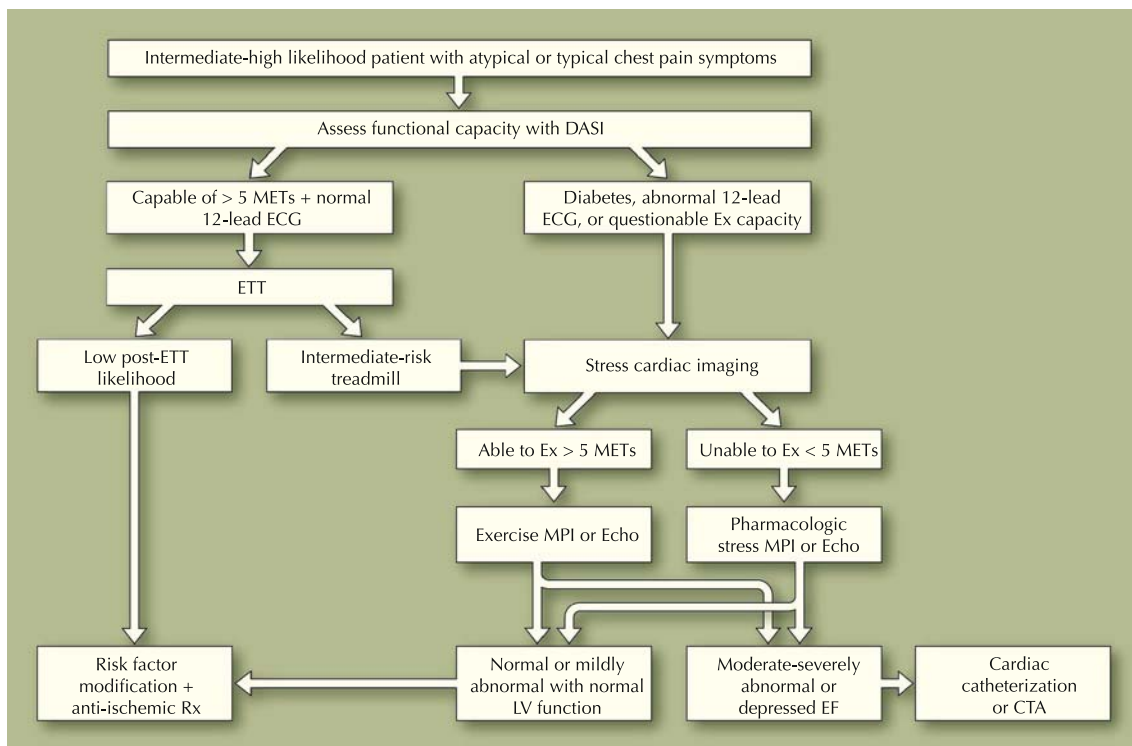 Intermediate-high likelihood patient with atypical or typical chest pain symptoms
Assess functional capacity with DASI
Capable of > 5 METs + normal
12-lead ECG
Diabetes, abnormal 12-lead
ECG, or questionable Ex capacity
ETT
Low post-ETT
likelihood
Intermediate-risk
treadmill
Stress cardiac imaging
Able to Ex > 5 METs
Unable to Ex < 5 METs
Exercise MPI or Echo
Pharmacologic
stress MPI or Echo
Risk factor
modification +
anti-ischemic Rx
Normal or mildly
abnormal with normal
LV function
Moderate-severely
abnormal or
depressed EF
Cardiac
catheterization
or CTA